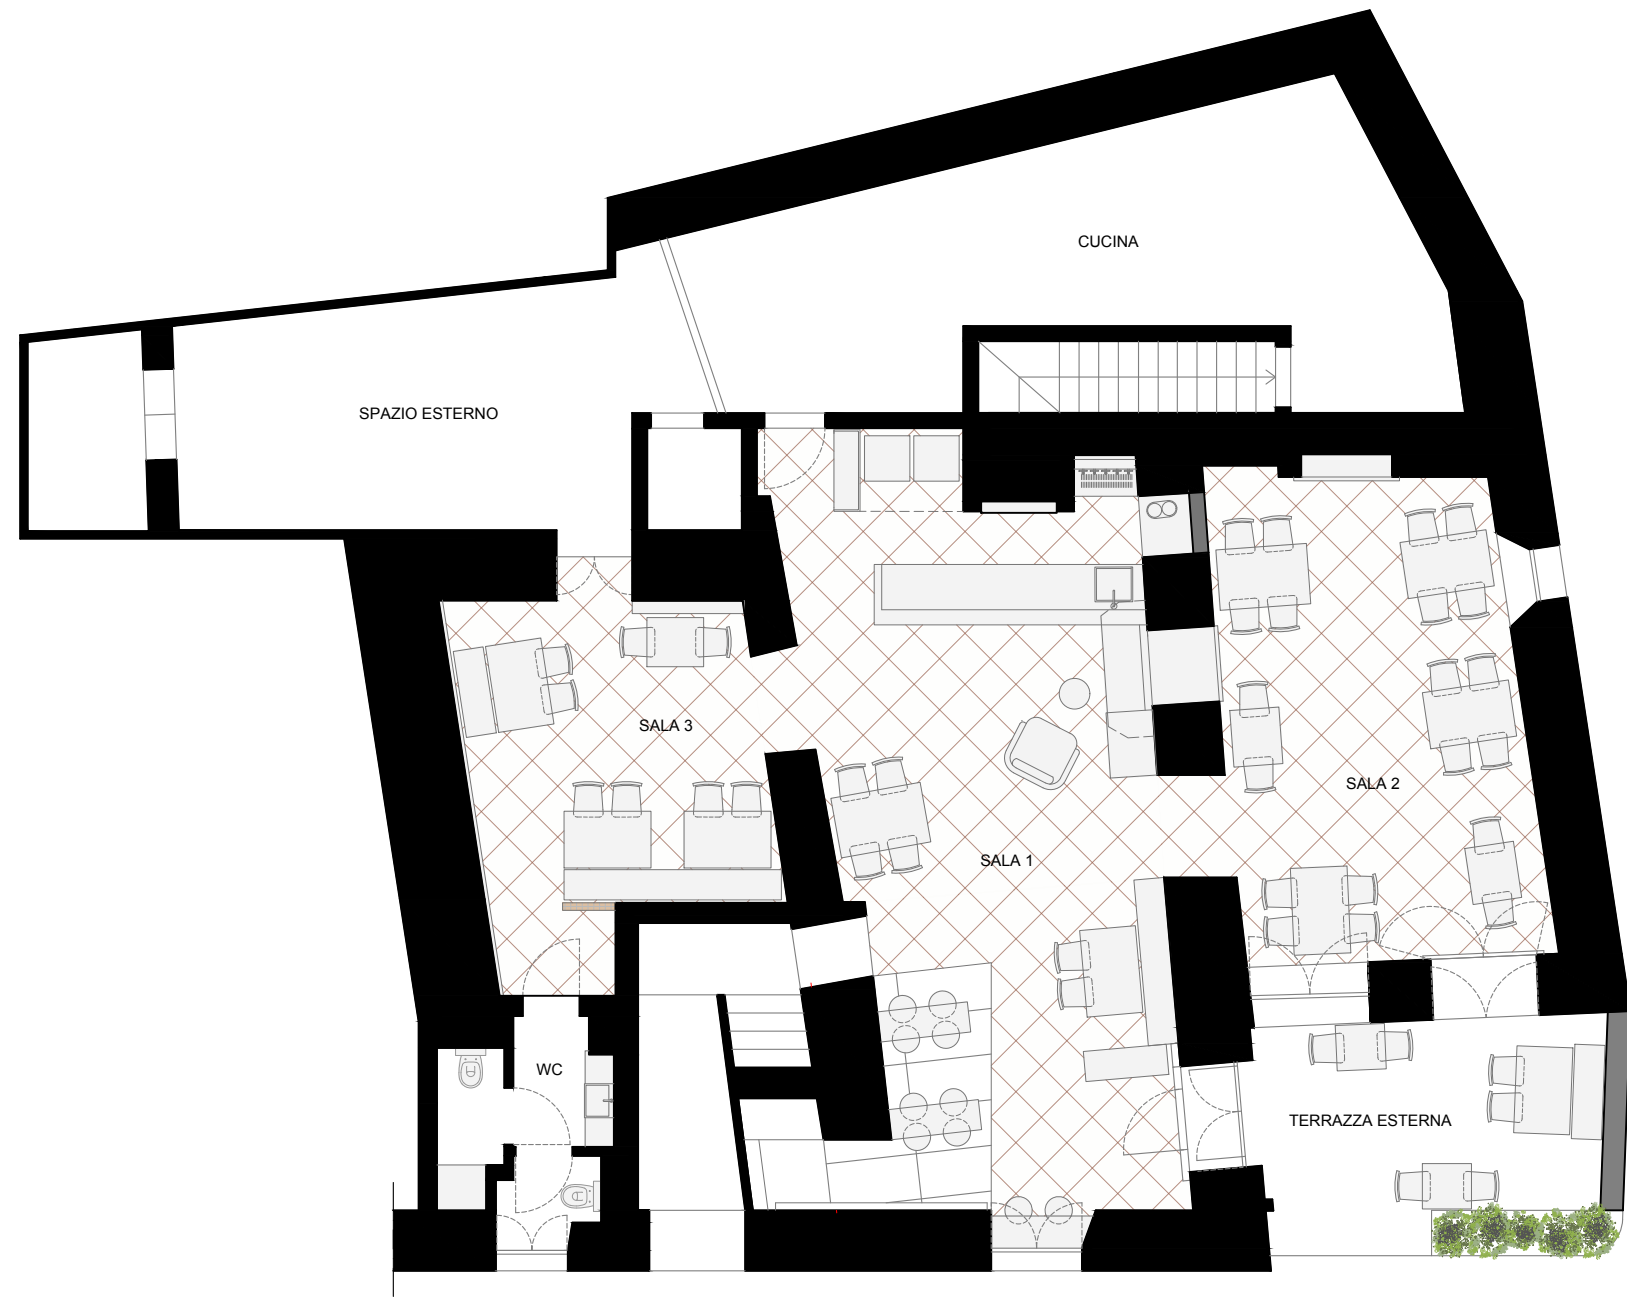 CUCINA
SPAZIO ESTERNO
SALA 3
SALA 2
SALA 1
WC
TERRAZZA ESTERNA